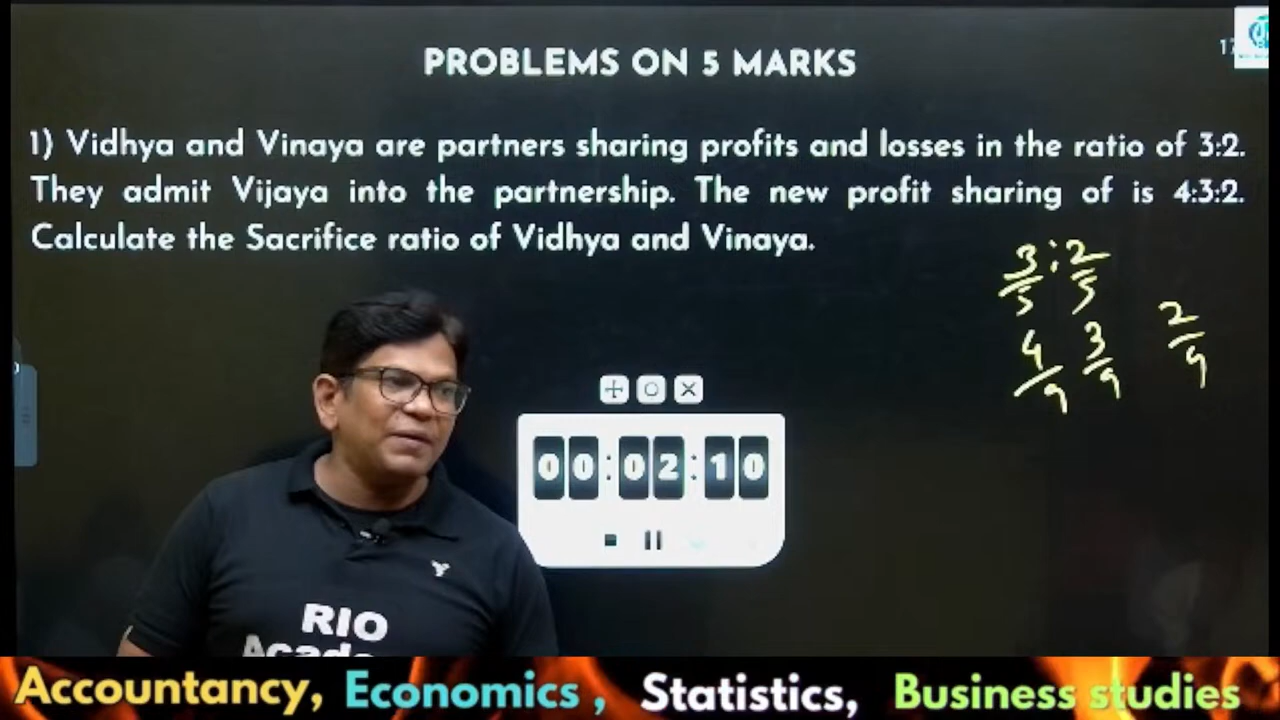 PROBLEMS ON 5 MARKS
1) Vidhya and Vinaya are partners sharing profits and losses in the ratio of 3:2.
They admit Vijaya into the partnership. The new profit sharing of is 4:3:2.
Calculate the Sacrifice ratio of Vidhya and Vinaya.
3/5 : 2/5
4/9 3/9 2/9
00:02:10
RIO
Accountancy, Economics , Statistics, Business studies